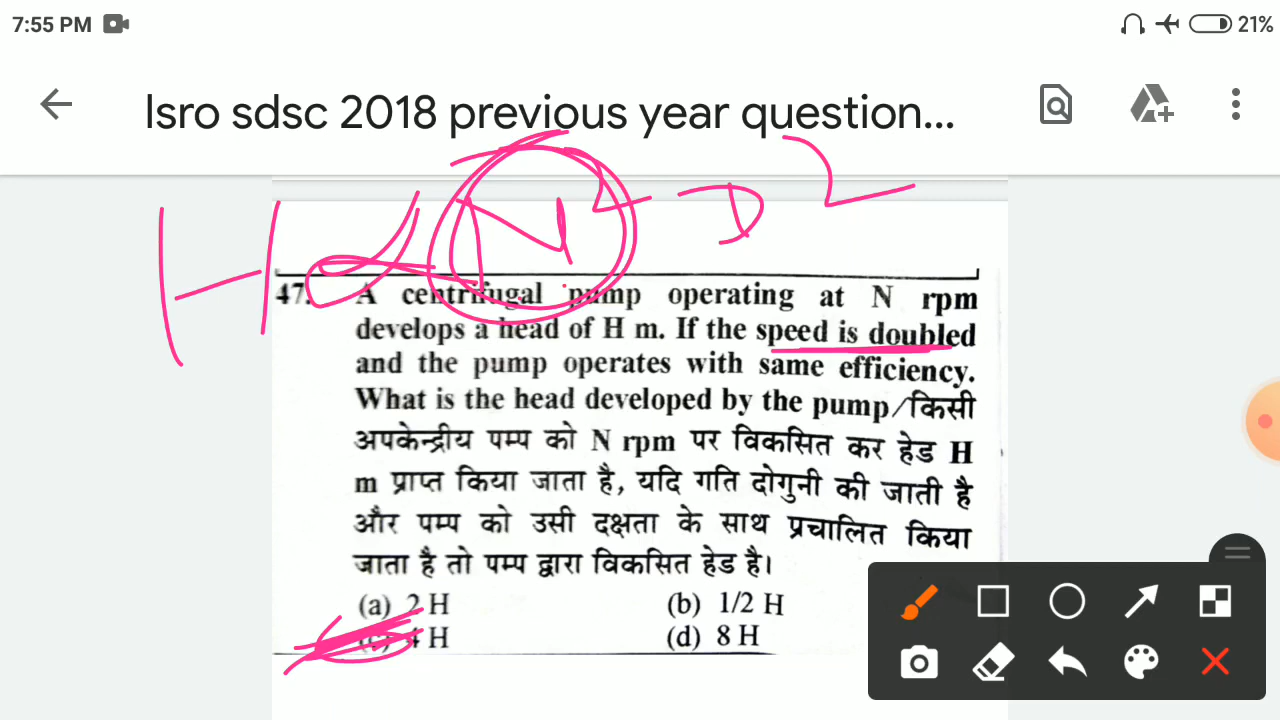 7:55 PM
21%
Isro sdsc 2018 previous year question...
H α N² D²
47. A centrifugal pump operating at N rpm
develops a head of H m. If the speed is doubled
and the pump operates with same efficiency.
What is the head developed by the pump/किसी
अपकेन्द्रीय पम्प को N rpm पर विकसित कर हेड H
m प्राप्त किया जाता है, यदि गति दोगुनी की जाती है
और पम्प को उसी दक्षता के साथ प्रचालित किया
जाता है तो पम्प द्वारा विकसित हेड है।
(a) 2 H (b) 1/2 H
(c) 4 H (d) 8 H